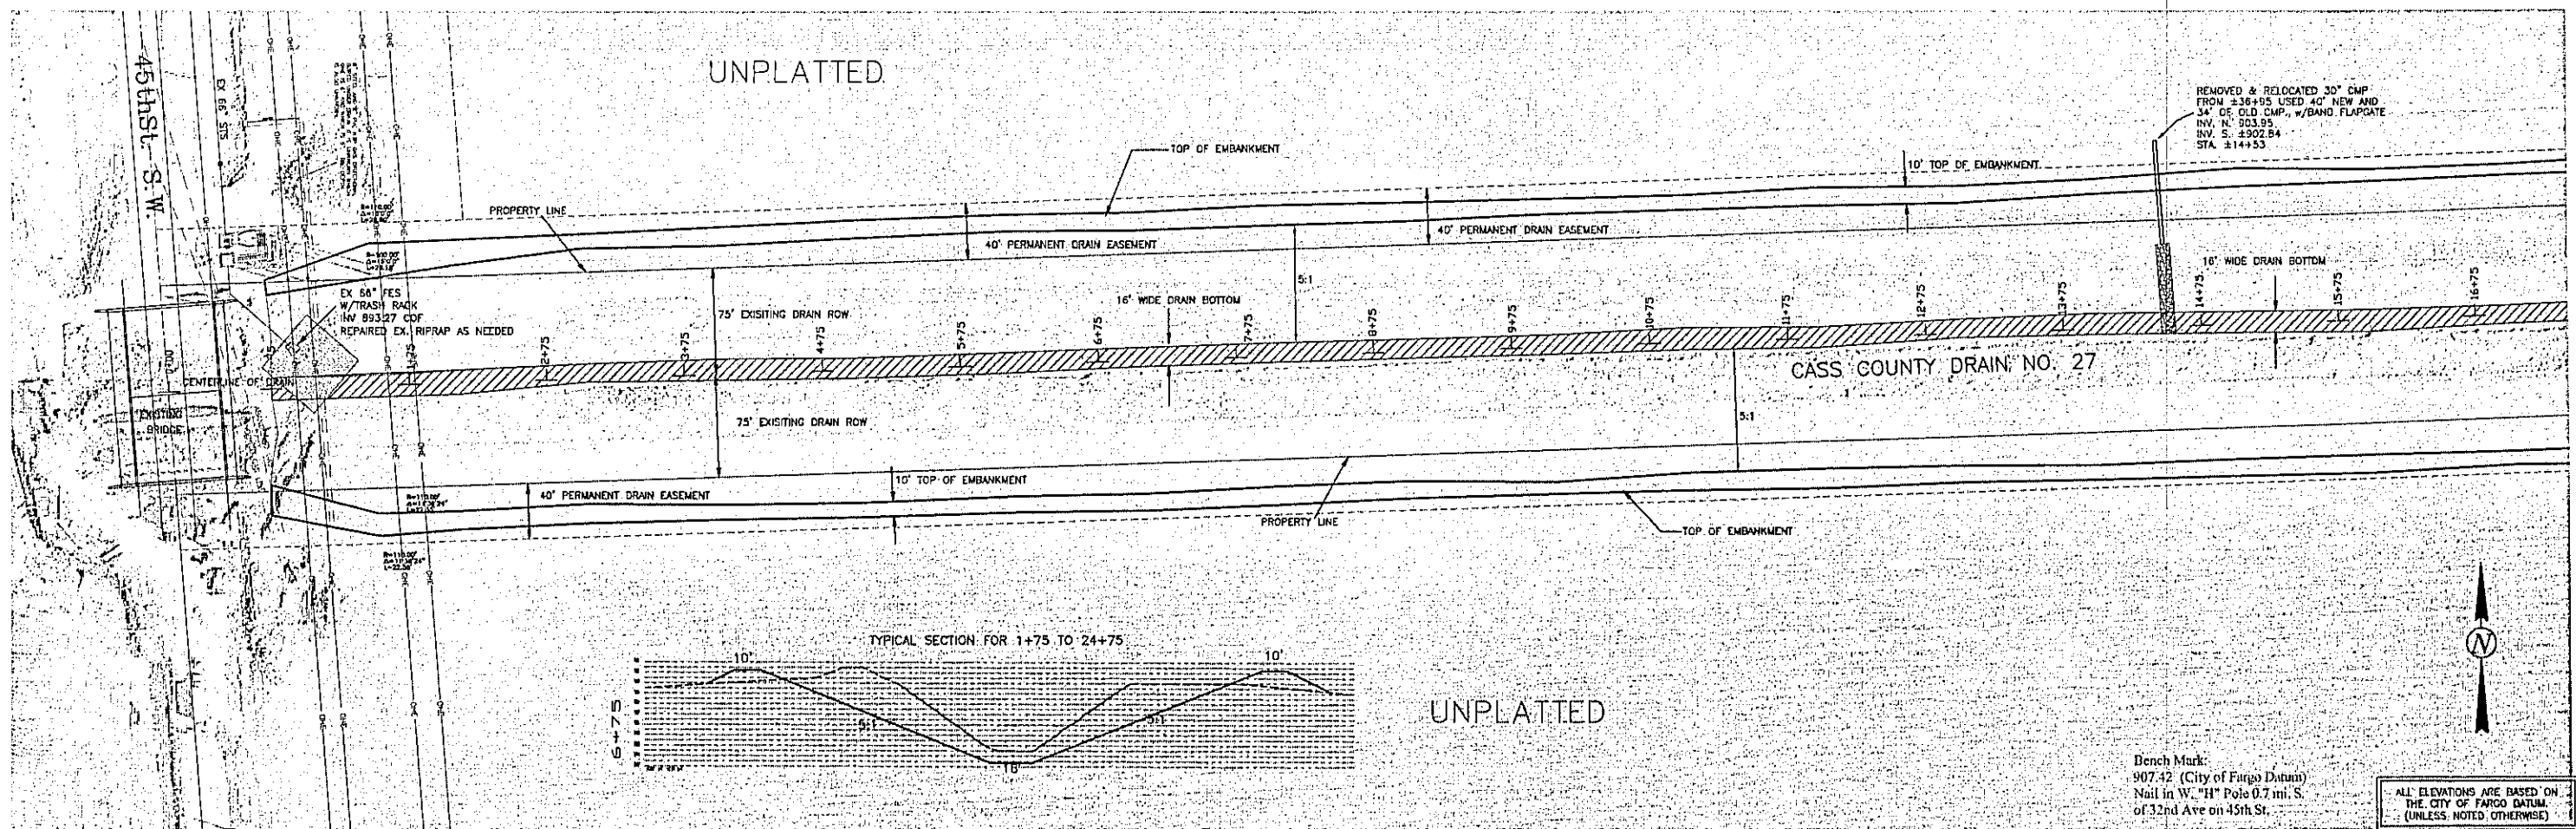 UNPLATTED
45th St. S.W.
EX 66" STS
REMOVED & RELOCATED 30" CMP
FROM ±36+95 USED 40' NEW AND
34' OF OLD CMP., W/BAND FLAPGATE
INV. N. 903.95
INV. S. ±902.84
STA. ±14+53
TOP OF EMBANKMENT
10' TOP OF EMBANKMENT
PROPERTY LINE
40' PERMANENT DRAIN EASEMENT
40' PERMANENT DRAIN EASEMENT
EX 66" FES
W/TRASH RACK
INV 893.27 COF
REPAIRED EX. RIPRAP AS NEEDED
75' EXISITING DRAIN ROW
16' WIDE DRAIN BOTTOM
5:1
16' WIDE DRAIN BOTTOM
0+00
1+75
2+75
3+75
4+75
5+75
6+75
7+75
8+75
9+75
10+75
11+75
12+75
13+75
14+75
15+75
16+75
CENTERLINE OF DRAIN
EXISTING
BRIDGE
CASS COUNTY DRAIN NO. 27
75' EXISITING DRAIN ROW
5:1
40' PERMANENT DRAIN EASEMENT
10' TOP OF EMBANKMENT
PROPERTY LINE
TOP OF EMBANKMENT
OHE
TYPICAL SECTION FOR 1+75 TO 24+75
10'
10'
5:1
5:1
16'
6+75
UNPLATTED
N
Bench Mark:
907.42 (City of Fargo Datum)
Nail in W. "H" Pole 0.7 mi. S.
of 32nd Ave on 45th St.
ALL ELEVATIONS ARE BASED ON
THE CITY OF FARGO DATUM.
(UNLESS NOTED OTHERWISE)